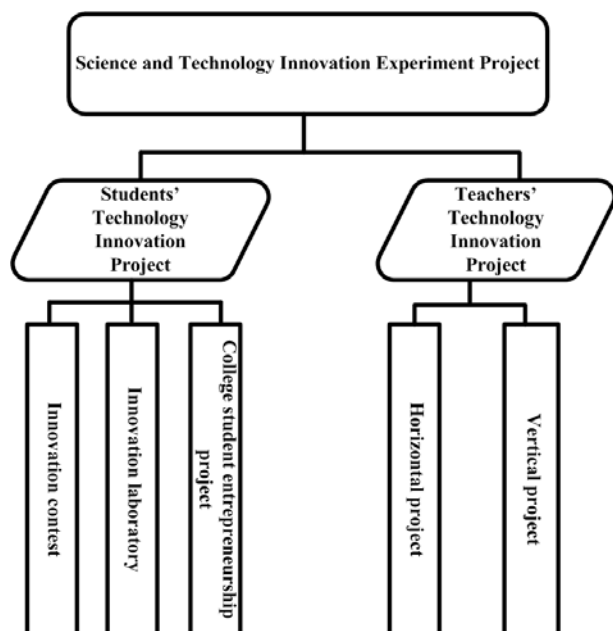 Science and Technology Innovation Experiment Project
Students’
Technology
Innovation
Project
Teachers’
Technology
Innovation
Project
Innovation contest
Innovation laboratory
College student entrepreneurship
project
Horizontal project
Vertical project